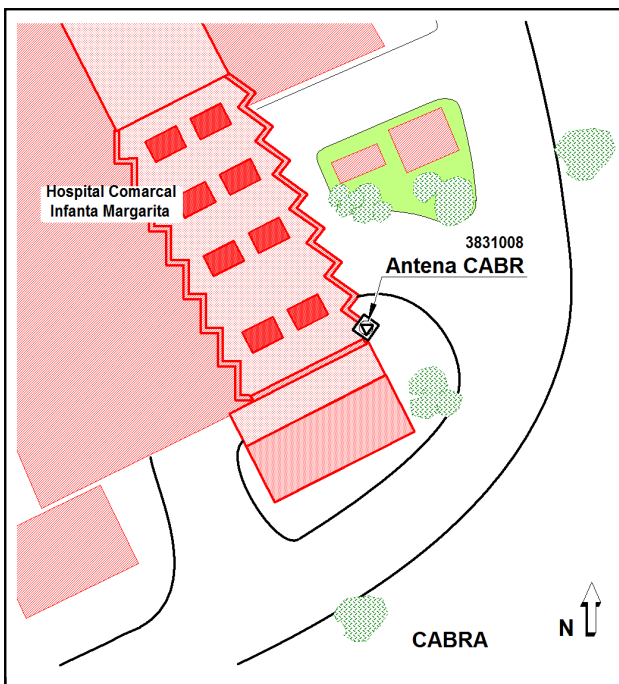 Hospital Comarcal
Infanta Margarita
3831008
Antena CABR
CABRA
N